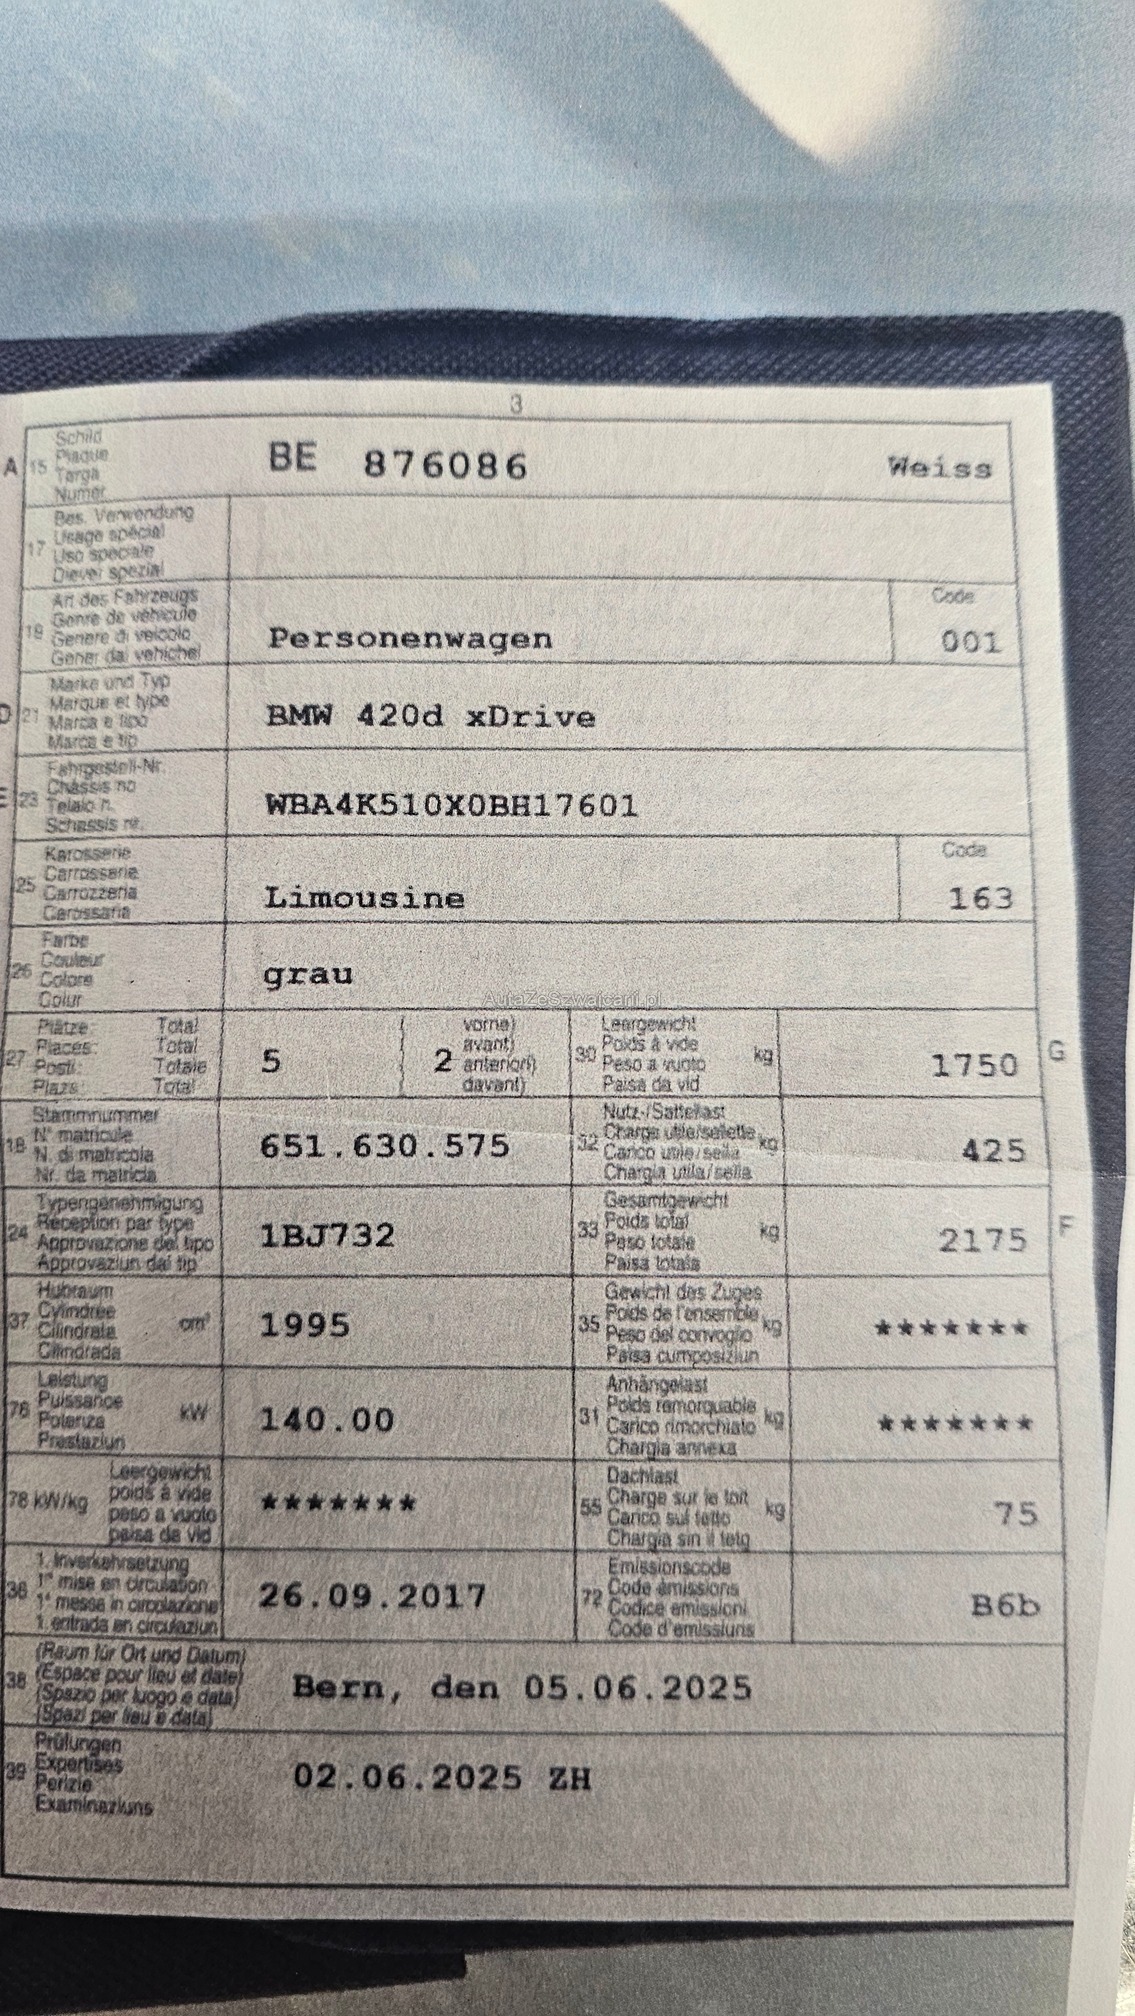 3
A 15 Schild BE 876086 Weiss
Plaque
Targa
Numer
17 Bes. Verwendung
Usage spécial
Uso speciale
Diever spezial
19 Art des Fahrzeugs Code
Genre de véhicule
Genere di veicolo Personenwagen 001
Gener dal vehichel
D 21 Marke und Typ
Marque et type BMW 420d xDrive
Marca e tipo
Marca e tip
E 23 Fahrgestell-Nr.
Châssis no
Telaio n. WBA4K510X0BH17601
Schassis nr.
25 Karosserie Code
Carrosserie
Carrozzeria Limousine 163
Carossaria
26 Farbe
Couleur
Colore grau
Colur
AutaZeSzwajcarii.pl
27 Plätze: Total vorne) 30 Leergewicht
Places: Total avant) Poids à vide
Posti: Totale 5 2 anteriori) Peso a vuoto kg 1750 G
Plazs: Total davant) Paisa da vid
18 Stammnummer 32 Nutz-/Sattellast
N° matricule Charge utile/sellette kg
N. di matricola 651.630.575 Carico utile/sella 425
Nr. da matricla Chargia utila/sella
24 Typengenehmigung 33 Gesamtgewicht F
Réception par type Poids total kg
Approvazione del tipo 1BJ732 Peso totale 2175
Approvaziun dal tip Paisa totala
37 Hubraum 35 Gewicht des Zuges
Cylindrée cm³ Poids de l'ensemble kg
Cilindrata 1995 Peso del convoglio *******
Cilindrada Paisa cumposiziun
76 Leistung 31 Anhängelast
Puissance kW Poids remorquable kg
Potenza 140.00 Carico rimorchiato *******
Prestaziun Chargia annexa
78 kW/kg Leergewicht 55 Dachlast
poids à vide ******* Charge sur le toit kg
peso a vuoto Carico sul tetto 75
paisa da vid Chargia sin il tetg
36 1. Inverkehrsetzung 72 Emissionscode
1re mise en circulation Code émissions
1a messa in circolazione 26.09.2017 Codice emissioni B6b
1. entrada en circulaziun Code d'emissiuns
38 (Raum für Ort und Datum)
(Espace pour lieu et date)
(Spazio per luogo e data) Bern, den 05.06.2025
(Spazi per lieu e data)
39 Prüfungen
Expertises
Perizie 02.06.2025 ZH
Examinaziuns